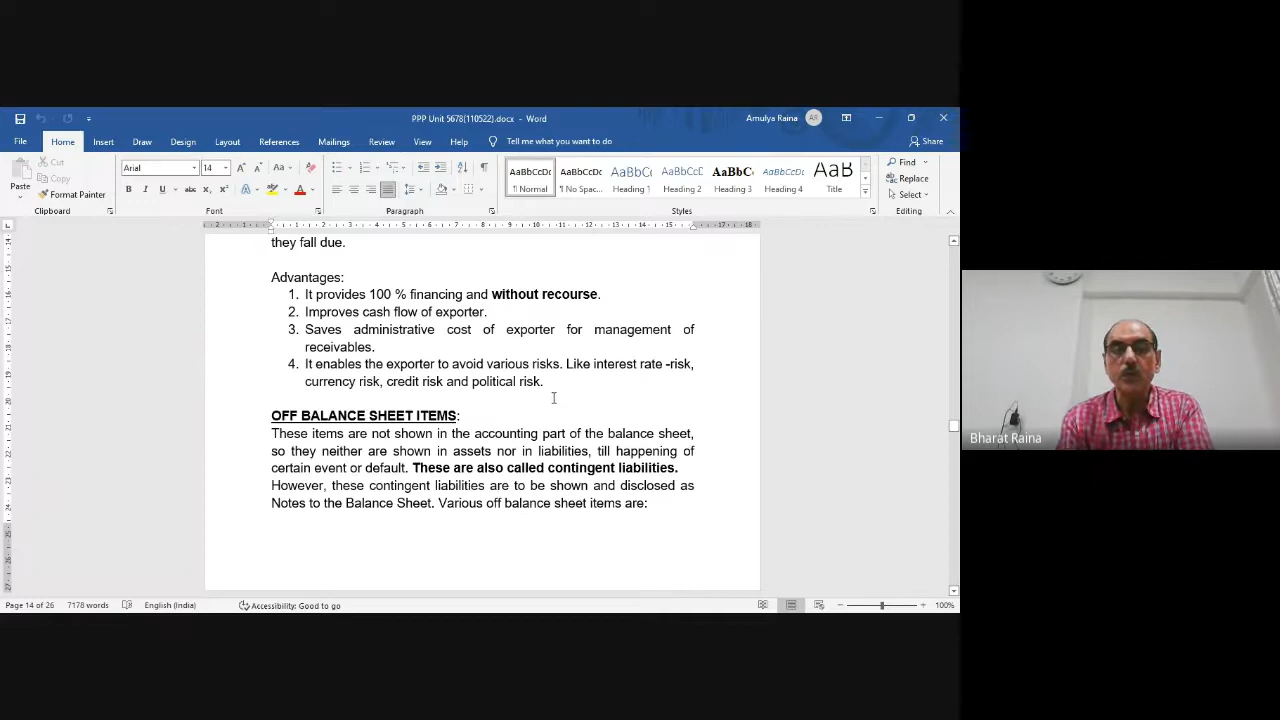 PPP Unit 5678(110522).docx - Word
Amulya Raina
AR
File Home Insert Draw Design Layout References Mailings Review View Help Tell me what you want to do
Share
Paste
Cut
Copy
Format Painter
Clipboard
Arial 14
Font
Paragraph
AaBbCcDc AaBbCcDc AaBbC AaBbCcD AaBbC AaBbCcD AaB
¶ Normal ¶ No Spac... Heading 1 Heading 2 Heading 3 Heading 4 Title
Styles
Find
Replace
Select
Editing
they fall due.
Advantages:
1. It provides 100 % financing and without recourse.
2. Improves cash flow of exporter.
3. Saves administrative cost of exporter for management of
receivables.
4. It enables the exporter to avoid various risks. Like interest rate -risk,
currency risk, credit risk and political risk.
OFF BALANCE SHEET ITEMS:
These items are not shown in the accounting part of the balance sheet,
so they neither are shown in assets nor in liabilities, till happening of
certain event or default. These are also called contingent liabilities.
However, these contingent liabilities are to be shown and disclosed as
Notes to the Balance Sheet. Various off balance sheet items are:
Page 14 of 26 7178 words English (India) Accessibility: Good to go 100%
Bharat Raina